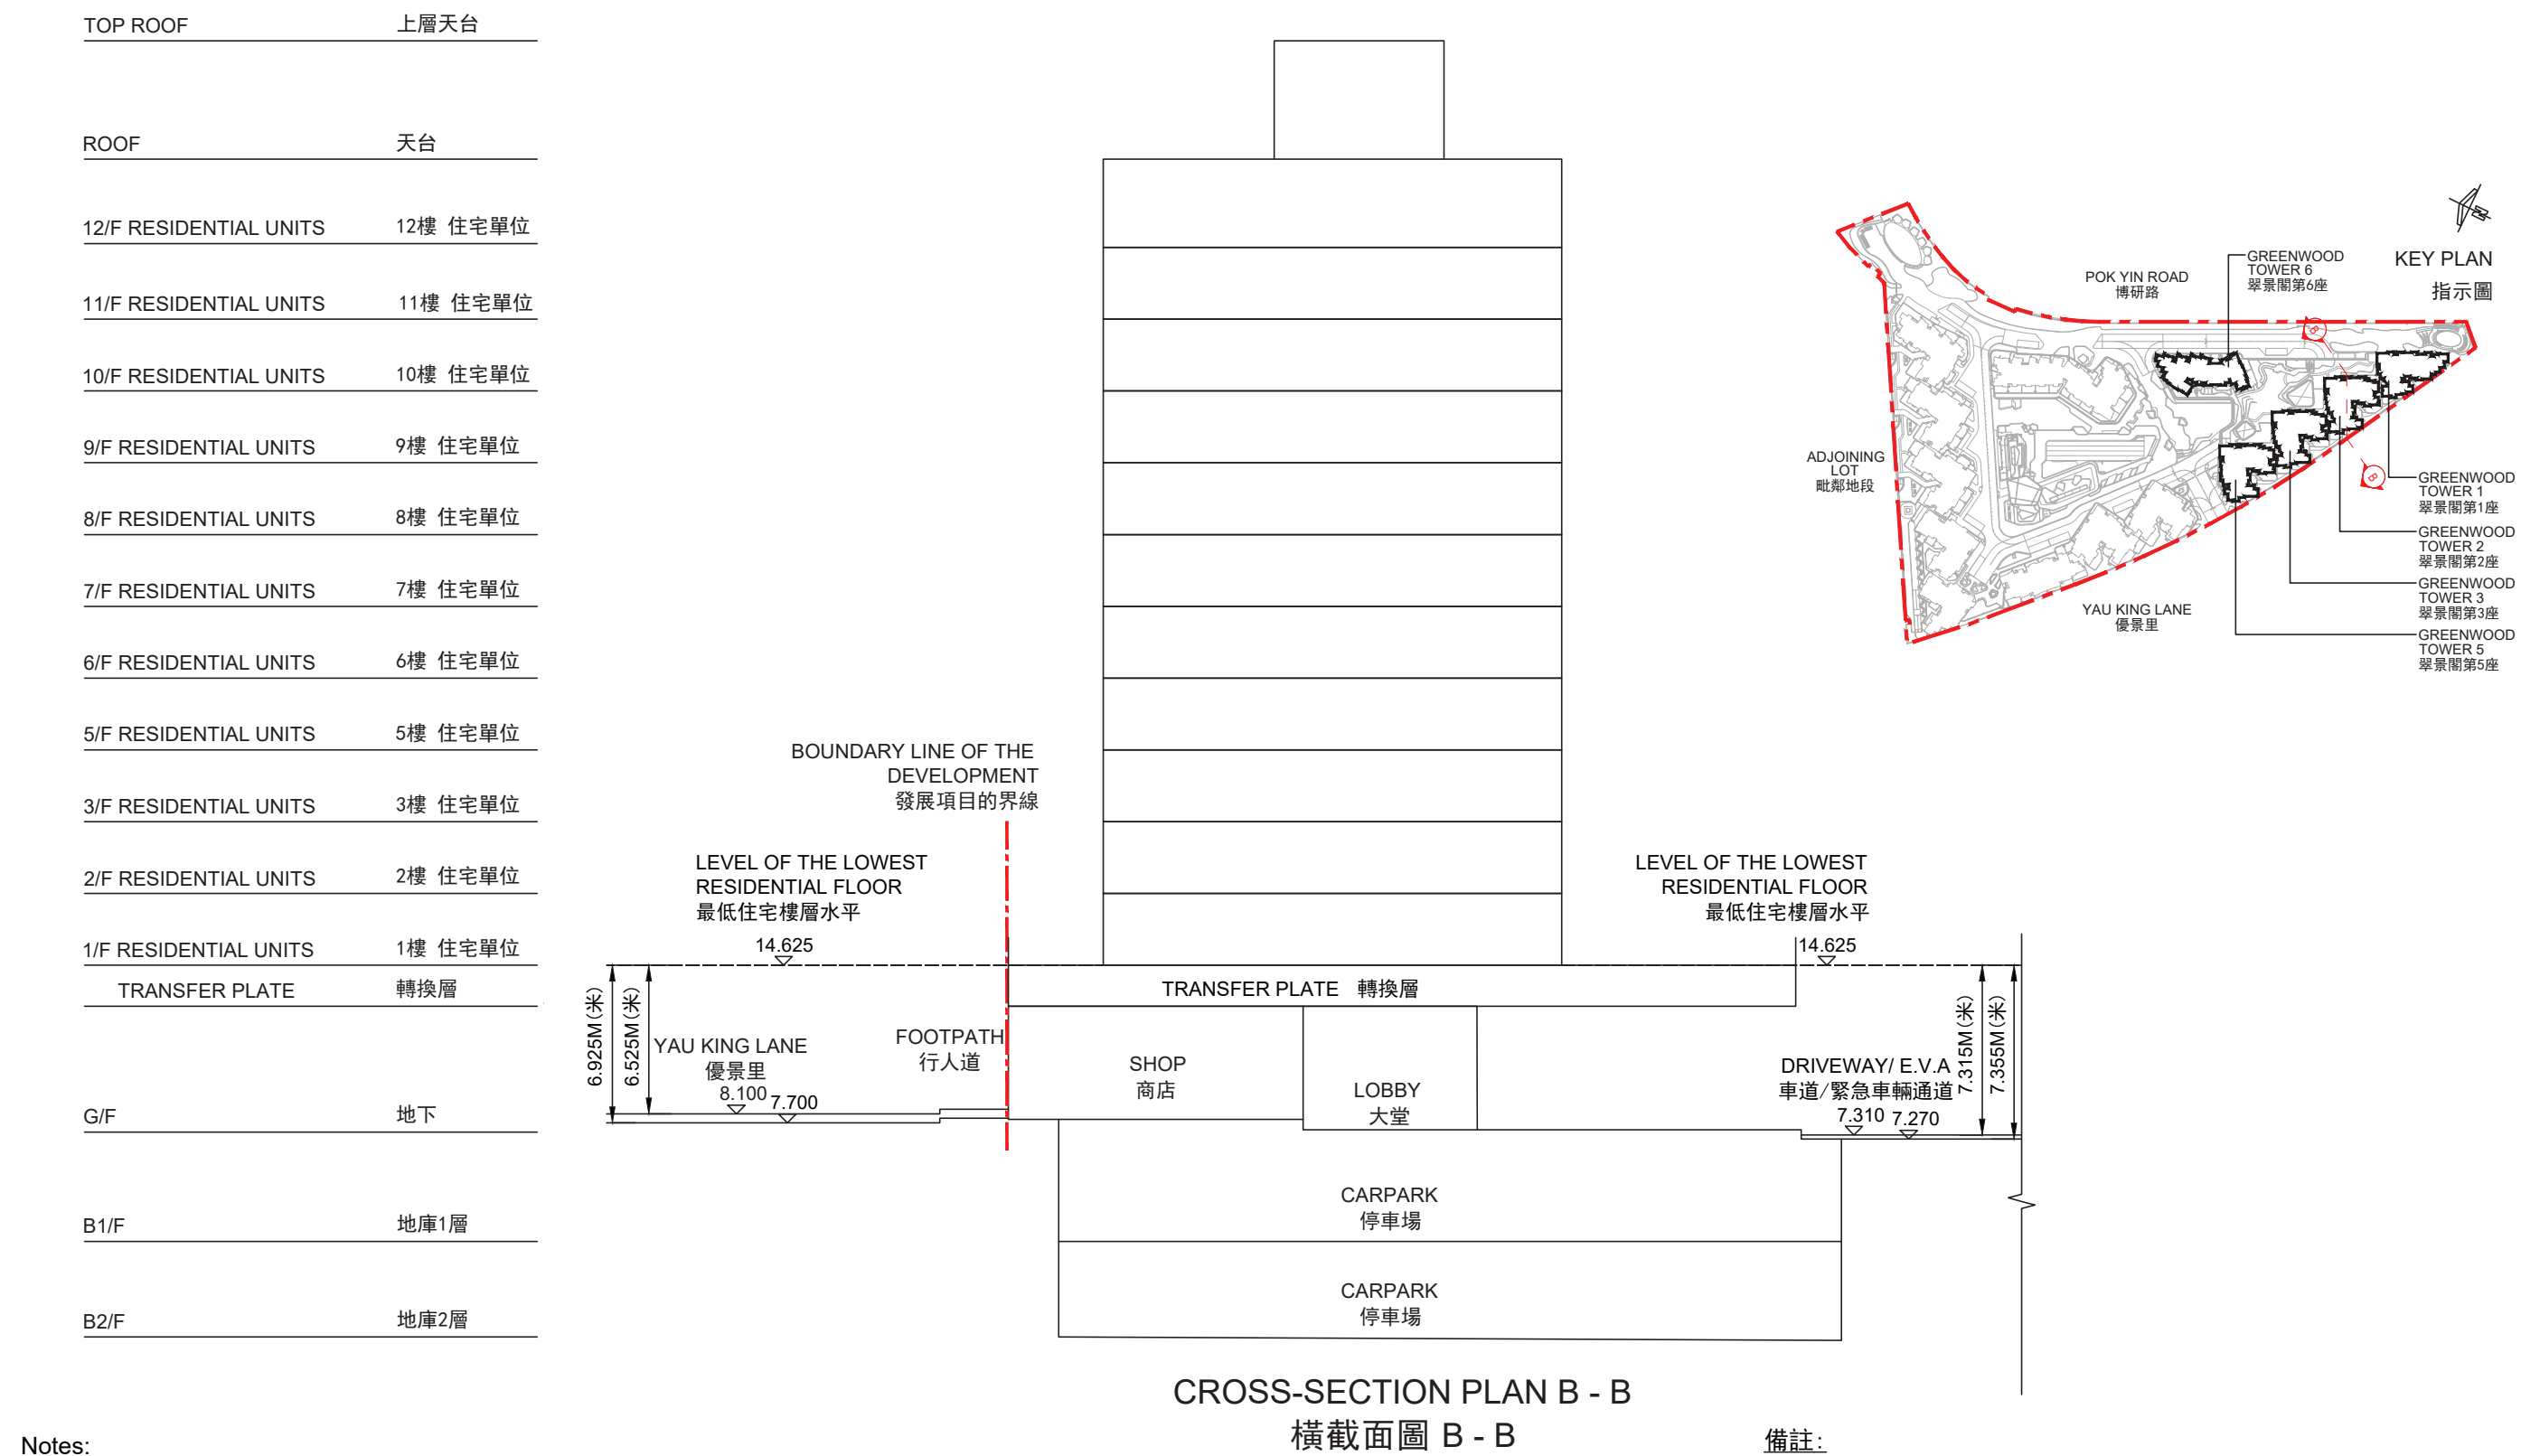 TOP ROOF 上層天台
ROOF 天台
12/F RESIDENTIAL UNITS 12樓 住宅單位
11/F RESIDENTIAL UNITS 11樓 住宅單位
10/F RESIDENTIAL UNITS 10樓 住宅單位
9/F RESIDENTIAL UNITS 9樓 住宅單位
8/F RESIDENTIAL UNITS 8樓 住宅單位
7/F RESIDENTIAL UNITS 7樓 住宅單位
6/F RESIDENTIAL UNITS 6樓 住宅單位
5/F RESIDENTIAL UNITS 5樓 住宅單位
3/F RESIDENTIAL UNITS 3樓 住宅單位
2/F RESIDENTIAL UNITS 2樓 住宅單位
1/F RESIDENTIAL UNITS 1樓 住宅單位
TRANSFER PLATE 轉換層
G/F 地下
B1/F 地庫1層
B2/F 地庫2層
BOUNDARY LINE OF THE
DEVELOPMENT
發展項目的界線
LEVEL OF THE LOWEST
RESIDENTIAL FLOOR
最低住宅樓層水平
14.625
6.925M(米)
6.525M(米)
YAU KING LANE
優景里
8.100
7.700
FOOTPATH
行人道
TRANSFER PLATE 轉換層
SHOP
商店
LOBBY
大堂
CARPARK
停車場
CARPARK
停車場
LEVEL OF THE LOWEST
RESIDENTIAL FLOOR
最低住宅樓層水平
14.625
DRIVEWAY/ E.V.A
車道/緊急車輛通道
7.310
7.270
7.315M(米)
7.355M(米)
KEY PLAN
指示圖
N
GREENWOOD
TOWER 6
翠景閣第6座
POK YIN ROAD
博研路
B
B
ADJOINING
LOT
毗鄰地段
YAU KING LANE
優景里
GREENWOOD
TOWER 1
翠景閣第1座
GREENWOOD
TOWER 2
翠景閣第2座
GREENWOOD
TOWER 3
翠景閣第3座
GREENWOOD
TOWER 5
翠景閣第5座
CROSS-SECTION PLAN B - B
橫截面圖 B - B
Notes:
備註: